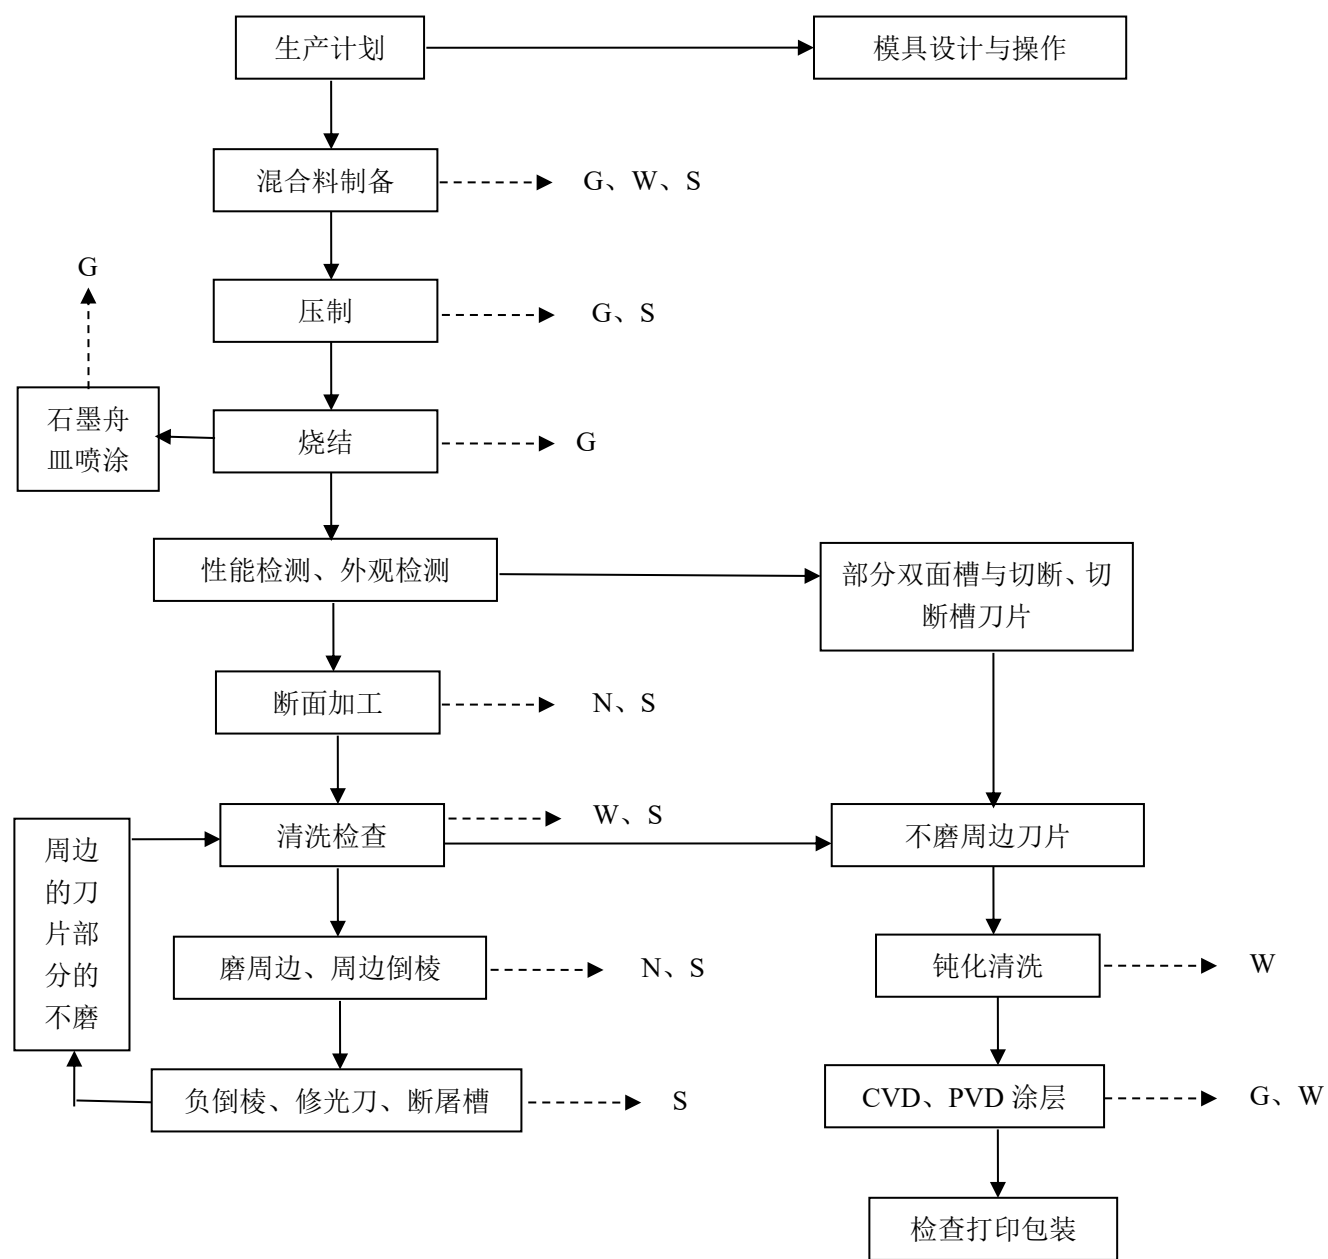 生产计划
模具设计与操作
混合料制备
G、W、S
G
压制
G、S
石墨舟
皿喷涂
烧结
G
性能检测、外观检测
部分双面槽与切断、切
断槽刀片
断面加工
N、S
周边
的刀
片部
分的
不磨
清洗检查
W、S
不磨周边刀片
磨周边、周边倒棱
N、S
钝化清洗
W
负倒棱、修光刀、断屠槽
S
CVD、PVD 涂层
G、W
检查打印包装